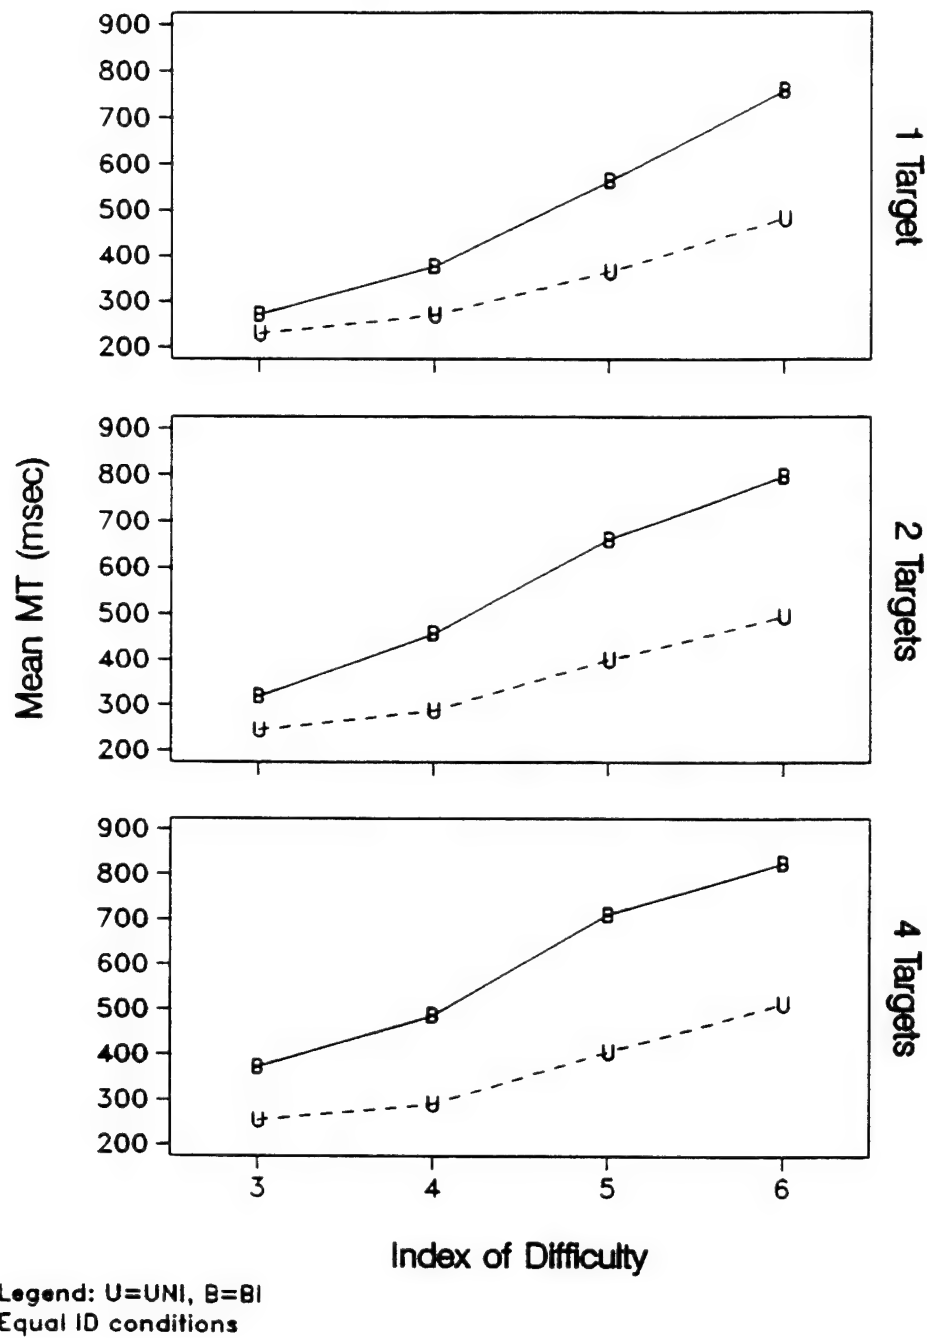 900
800
700
600
500
400
300
200
B
B
B
B
U
U
U
U
1 Target
900
800
700
600
500
400
300
200
B
B
B
B
U
U
U
U
2 Targets
Mean MT (msec)
900
800
700
600
500
400
300
200
B
B
B
B
U
U
U
U
4 Targets
3 4 5 6
Index of Difficulty
Legend: U=UNI, B=BI
Equal ID conditions